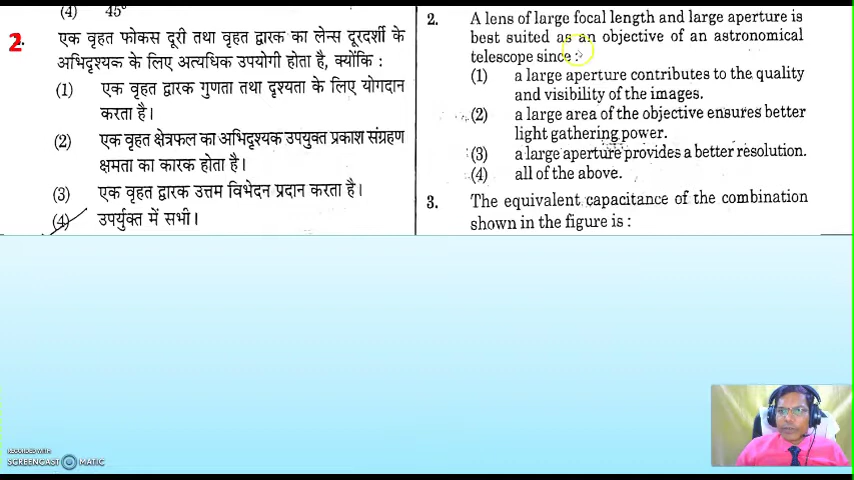 (4) 45°
2.
एक वृहत फोकस दूरी तथा वृहत द्वारक का लेन्स दूरदर्शी के
अभिदृश्यक के लिए अत्यधिक उपयोगी होता है, क्योंकि :
(1) एक वृहत द्वारक गुणता तथा दृश्यता के लिए योगदान
करता है।
(2) एक वृहत क्षेत्रफल का अभिदृश्यक उपयुक्त प्रकाश संग्रहण
क्षमता का कारक होता है।
(3) एक वृहत द्वारक उत्तम विभेदन प्रदान करता है।
(4) उपर्युक्त में सभी।
2. A lens of large focal length and large aperture is
best suited as an objective of an astronomical
telescope since :
(1) a large aperture contributes to the quality
and visibility of the images.
(2) a large area of the objective ensures better
light gathering power.
(3) a large aperture provides a better resolution.
(4) all of the above.
3. The equivalent capacitance of the combination
shown in the figure is :
RECORDED WITH
SCREENCAST MATIC